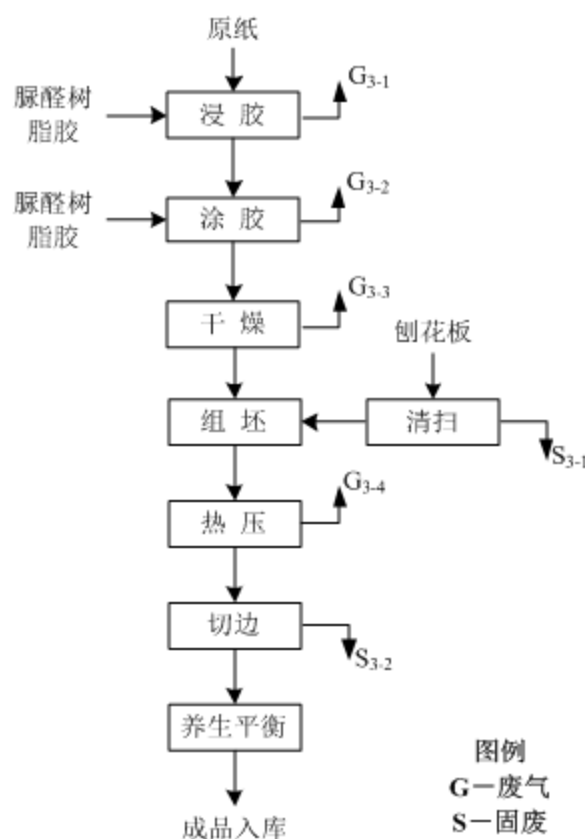 原纸
脲醛树
脂胶
浸 胶
G3-1
脲醛树
脂胶
涂 胶
G3-2
干 燥
G3-3
刨花板
组 坯
清扫
S3-1
热 压
G3-4
切边
S3-2
养生平衡
成品入库
图例
G—废气
S—固废